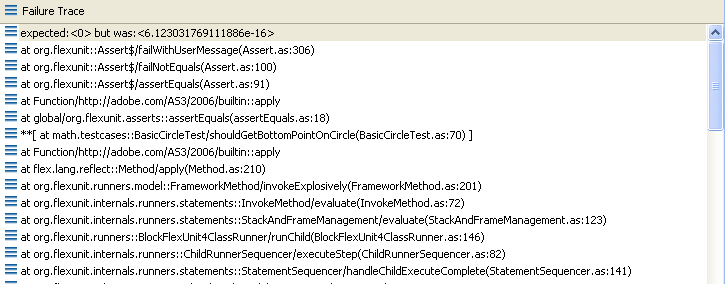 Failure Trace
expected:<0> but was:<6.123031769111886e-16>
at org.flexunit::Assert$/failWithUserMessage(Assert.as:306)
at org.flexunit::Assert$/failNotEquals(Assert.as:100)
at org.flexunit::Assert$/assertEquals(Assert.as:91)
at Function/http://adobe.com/AS3/2006/builtin::apply
at global/org.flexunit.asserts::assertEquals(assertEquals.as:18)
**[ at math.testcases::BasicCircleTest/shouldGetBottomPointOnCircle(BasicCircleTest.as:70) ]
at Function/http://adobe.com/AS3/2006/builtin::apply
at flex.lang.reflect::Method/apply(Method.as:210)
at org.flexunit.runners.model::FrameworkMethod/invokeExplosively(FrameworkMethod.as:201)
at org.flexunit.internals.runners.statements::InvokeMethod/evaluate(InvokeMethod.as:72)
at org.flexunit.internals.runners.statements::StackAndFrameManagement/evaluate(StackAndFrameManagement.as:123)
at org.flexunit.runners::BlockFlexUnit4ClassRunner/runChild(BlockFlexUnit4ClassRunner.as:146)
at org.flexunit.internals.runners::ChildRunnerSequencer/executeStep(ChildRunnerSequencer.as:82)
at org.flexunit.internals.runners.statements::StatementSequencer/handleChildExecuteComplete(StatementSequencer.as:141)